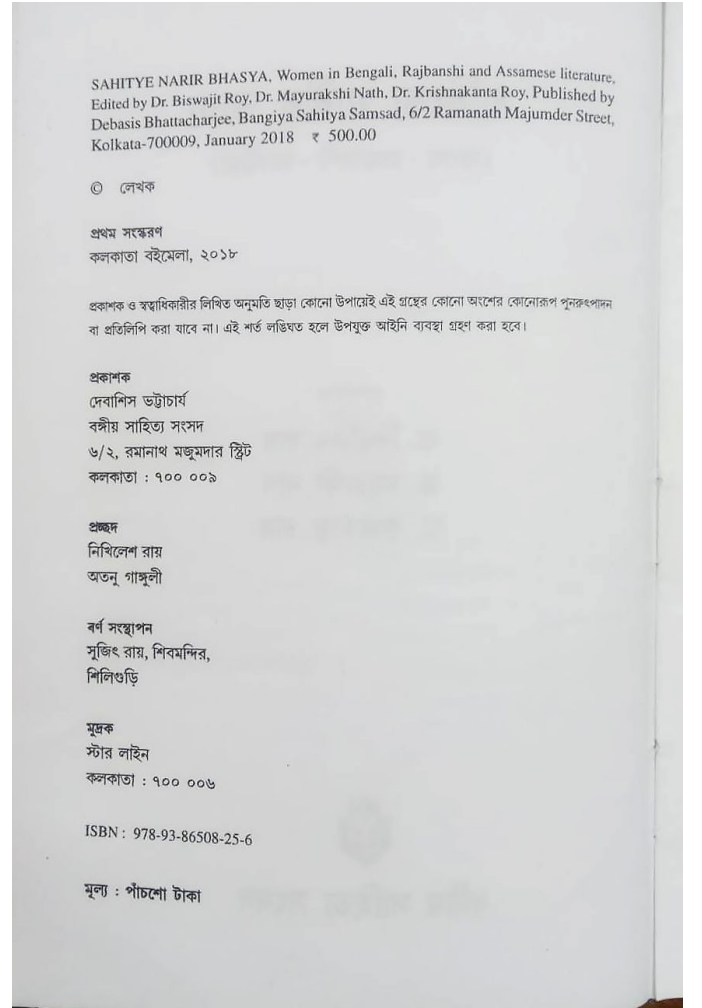 SAHITYE NARIR BHASYA, Women in Bengali, Rajbanshi and Assamese literature,
Edited by Dr. Biswajit Roy, Dr. Mayurakshi Nath, Dr. Krishnakanta Roy, Published by
Debasis Bhattacharjee, Bangiya Sahitya Samsad, 6/2 Ramanath Majumder Street,
Kolkata-700009, January 2018 ₹ 500.00
© লেখক
প্রথম সংস্করণ
কলকাতা বইমেলা, ২০১৮
প্রকাশক ও স্বত্বাধিকারীর লিখিত অনুমতি ছাড়া কোনো উপায়েই এই গ্রন্থের কোনো অংশের কোনোরূপ পুনরুৎপাদন
বা প্রতিলিপি করা যাবে না। এই শর্ত লঙ্ঘিত হলে উপযুক্ত আইনি ব্যবস্থা গ্রহণ করা হবে।
প্রকাশক
দেবাশিস ভট্টাচার্য
বঙ্গীয় সাহিত্য সংসদ
৬/২, রমানাথ মজুমদার স্ট্রিট
কলকাতা : ৭০০ ০০৯
প্রচ্ছদ
নিখিলেশ রায়
অতনু গাঙ্গুলী
বর্ণ সংস্থাপন
সুজিৎ রায়, শিবমন্দির,
শিলিগুড়ি
মুদ্রক
স্টার লাইন
কলকাতা : ৭০০ ০০৬
ISBN : 978-93-86508-25-6
মূল্য : পাঁচশো টাকা